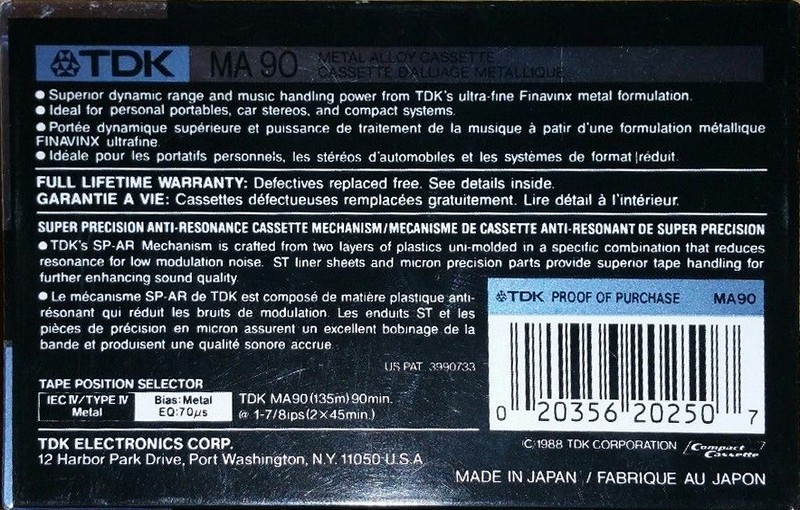 TDK MA 90 METAL ALLOY CASSETTE
CASSETTE D'ALLIAGE METALLIQUE
● Superior dynamic range and music handling power from TDK's ultra-fine Finavinx metal formulation.
● Ideal for personal portables, car stereos, and compact systems.
● Portée dynamique supérieure et puissance de traitement de la musique à patir d'une formulation métallique
FINAVINX ultrafine.
● Idéale pour les portatifs personnels, les stéréos d'automobiles et les systèmes de format réduit.
FULL LIFETIME WARRANTY: Defectives replaced free. See details inside.
GARANTIE A VIE: Cassettes défectueuses remplacées gratuitement. Lire détail à l'intérieur.
SUPER PRECISION ANTI-RESONANCE CASSETTE MECHANISM/MECANISME DE CASSETTE ANTI-RESONANT DE SUPER PRECISION
● TDK's SP-AR Mechanism is crafted from two layers of plastics uni-molded in a specific combination that reduces
resonance for low modulation noise. ST liner sheets and micron precision parts provide superior tape handling for
further enhancing sound quality.
● Le mécanisme SP-AR de TDK est composé de matière plastique anti-
résonant qui réduit les bruits de modulation. Les enduits ST et les
pièces de précision en micron assurent un excellent bobinage de la
bande et produisent une qualité sonore accrue.
US PAT. 3990733
TDK PROOF OF PURCHASE MA90
0 20356 20250 7
TAPE POSITION SELECTOR
IEC IV/TYPE IV
Metal
Bias: Metal
EQ: 70µs
TDK MA90 (135m) 90min.
@ 1-7/8ips (2×45min.)
TDK ELECTRONICS CORP.
12 Harbor Park Drive, Port Washington, N.Y. 11050 U.S.A.
© 1988 TDK CORPORATION
Compact
Cassette
MADE IN JAPAN / FABRIQUE AU JAPON